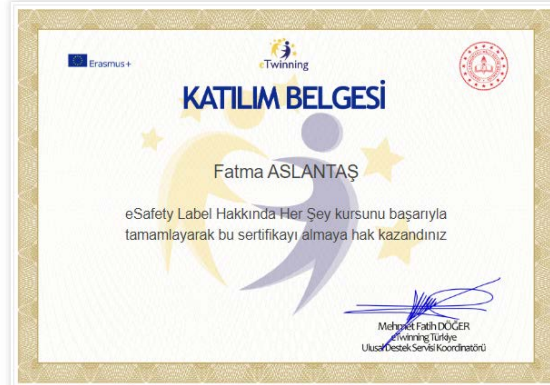 Erasmus+
eTwinning
KATILIM BELGESİ
Fatma ASLANTAŞ
eSafety Label Hakkında Her Şey kursunu başarıyla
tamamlayarak bu sertifikayı almaya hak kazandınız
Mehmet Fatih DÖĞER
eTwinning Türkiye
Ulusal Destek Servisi Koordinatörü